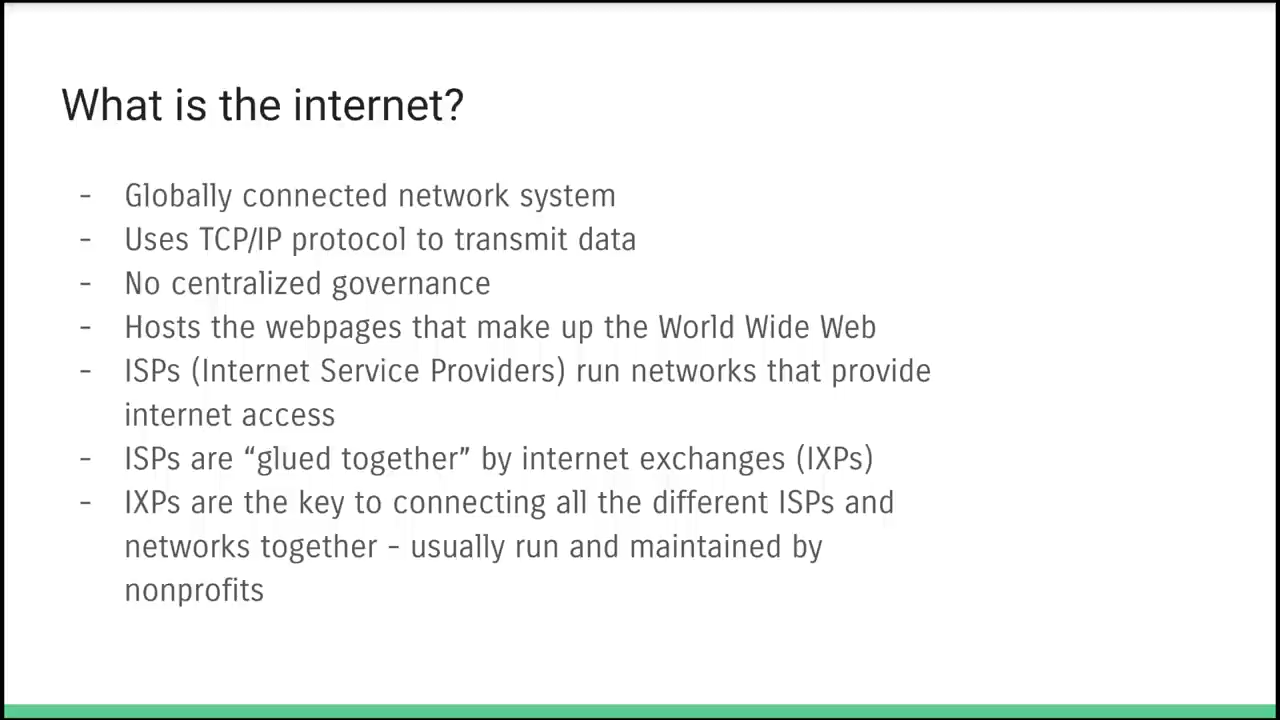 What is the internet?
- Globally connected network system
- Uses TCP/IP protocol to transmit data
- No centralized governance
- Hosts the webpages that make up the World Wide Web
- ISPs (Internet Service Providers) run networks that provide
internet access
- ISPs are “glued together” by internet exchanges (IXPs)
- IXPs are the key to connecting all the different ISPs and
networks together - usually run and maintained by
nonprofits